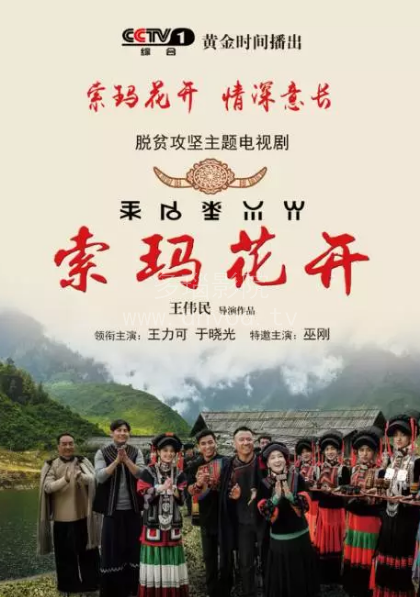 CCTV1
综合
黄金时间播出
索玛花开 情深意长
脱贫攻坚主题电视剧
索玛花开
王伟民 导演作品
领衔主演：王力可 于晓光 特邀主演：巫刚